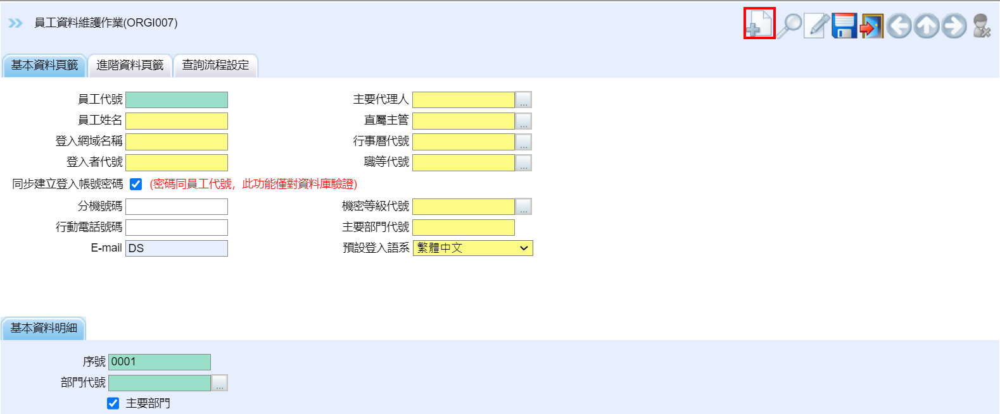 員工資料維護作業(ORGI007)
基本資料頁籤 進階資料頁籤 查詢流程設定
員工代號 主要代理人 ...
員工姓名 直屬主管 ...
登入網域名稱 行事曆代號 ...
登入者代號 職等代號 ...
同步建立登入帳號密碼 (密碼同員工代號，此功能僅對資料庫驗證)
分機號碼 機密等級代號 ...
行動電話號碼 主要部門代號
E-mail DS 預設登入語系 繁體中文
基本資料明細
序號 0001
部門代號 ...
主要部門